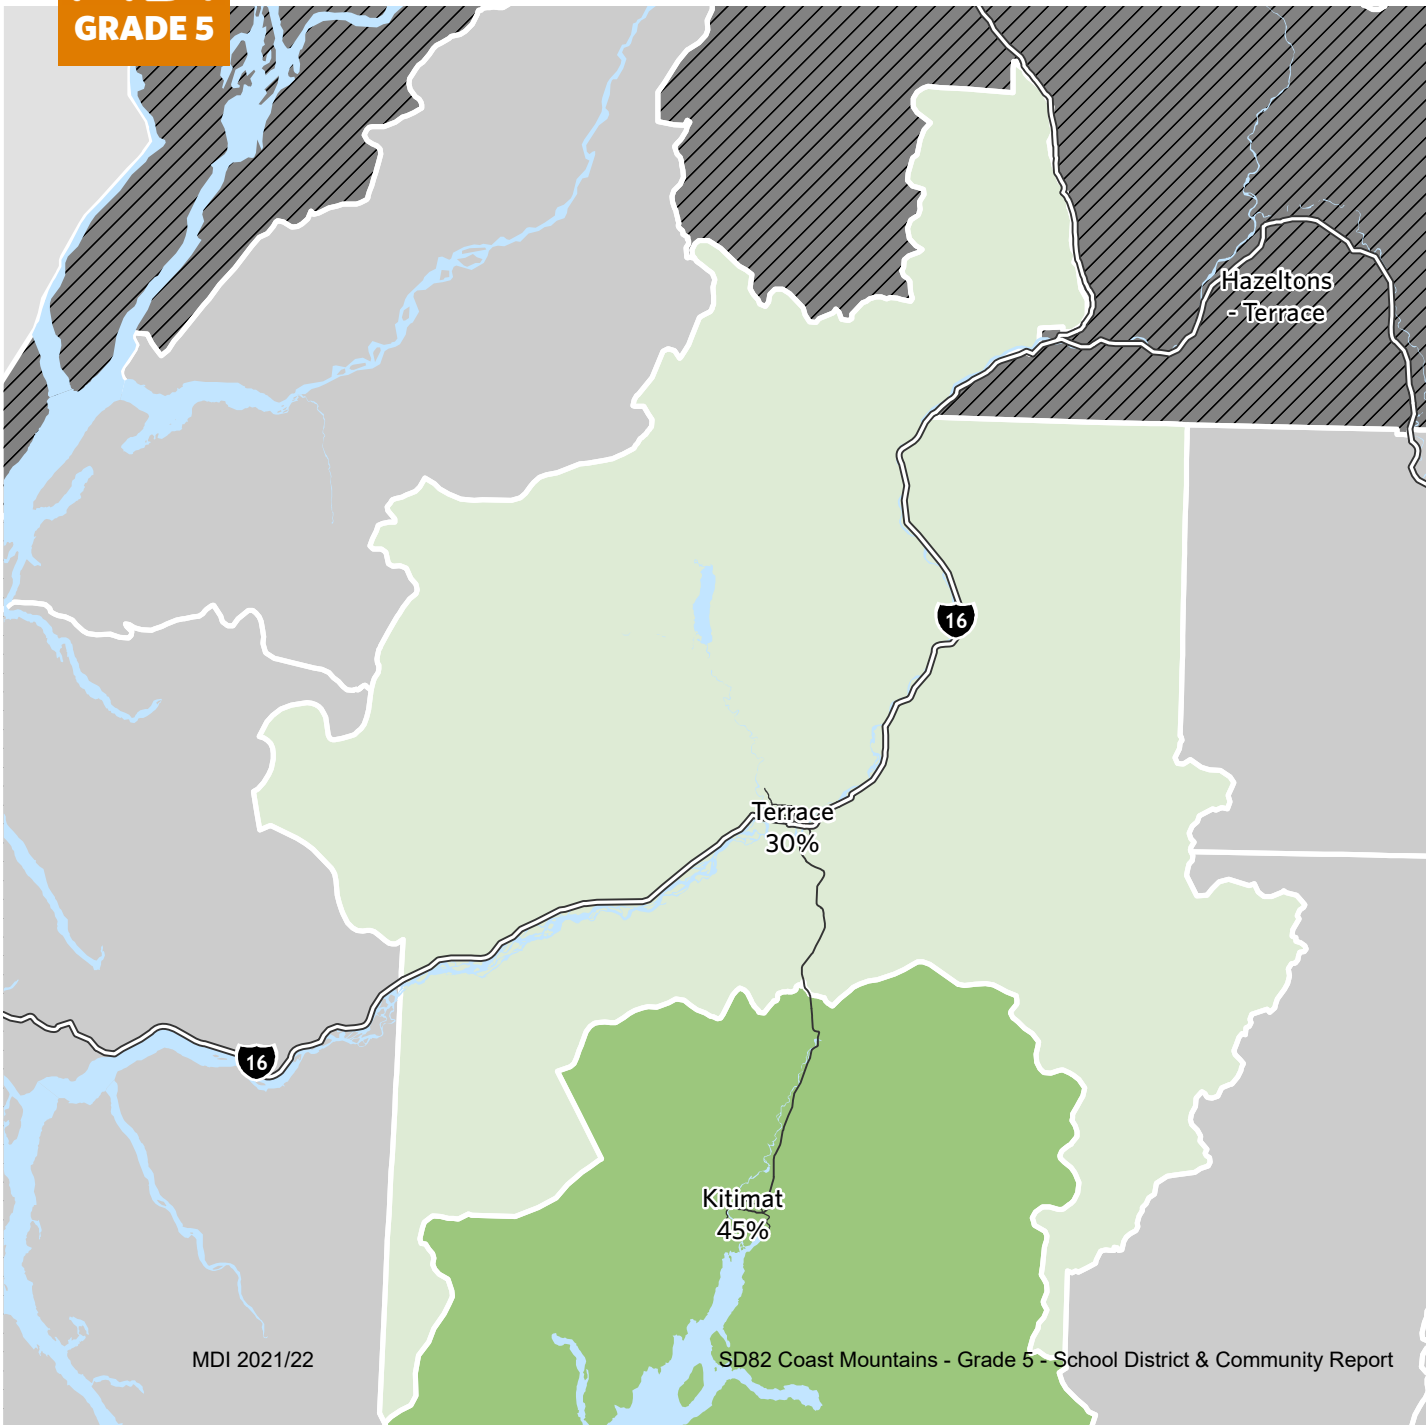 GRADE 5
Hazeltons
- Terrace
16
Terrace
30%
16
Kitimat
45%
MDI 2021/22
SD82 Coast Mountains - Grade 5 - School District & Community Report